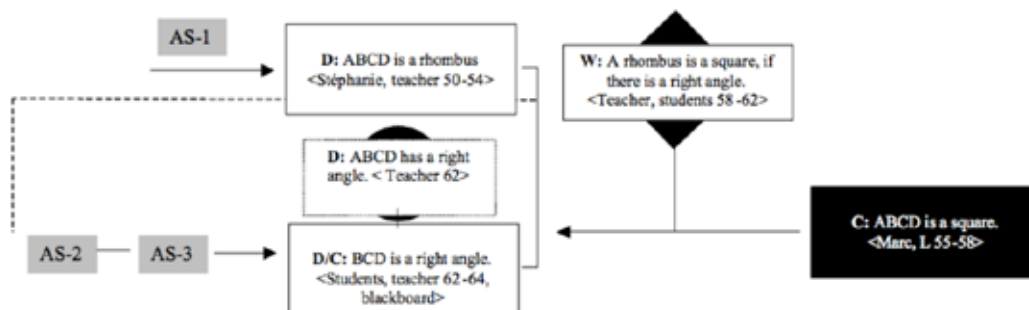 AS-1
D: ABCD is a rhombus
<Stéphanie, teacher 50-54>
W: A rhombus is a square, if
there is a right angle.
<Teacher, students 58-62>
D: ABCD has a right
angle. < Teacher 62>
C: ABCD is a square.
<Marc, L 55-58>
AS-2
AS-3
D/C: BCD is a right angle.
<Students, teacher 62-64,
blackboard>